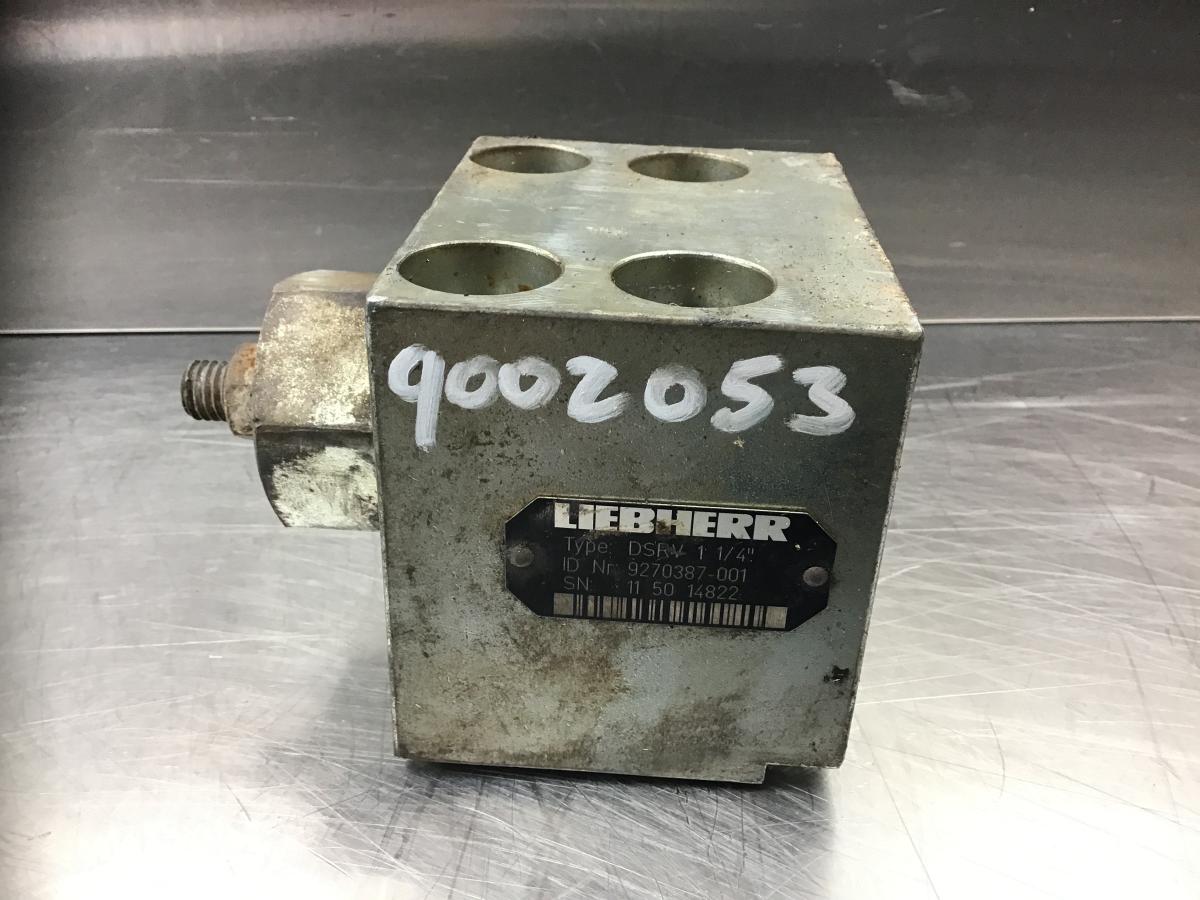 9002053
LIEBHERR
Type: DSRV 1 1/4"
ID Nr: 9270387-001
SN: 11 50 14822